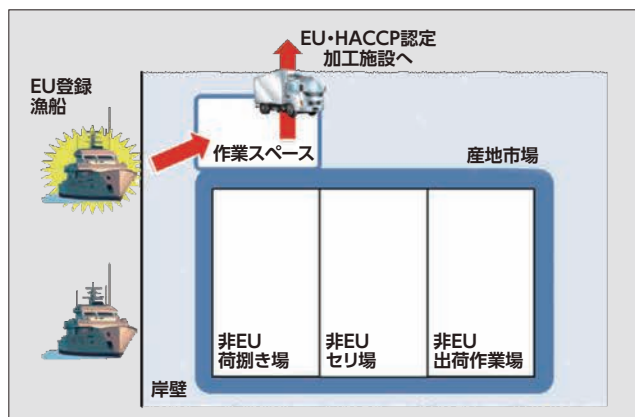 EU・HACCP認定
加工施設へ
EU登録
漁船
作業スペース
産地市場
非EU
荷捌き場
非EU
セリ場
非EU
出荷作業場
岸壁